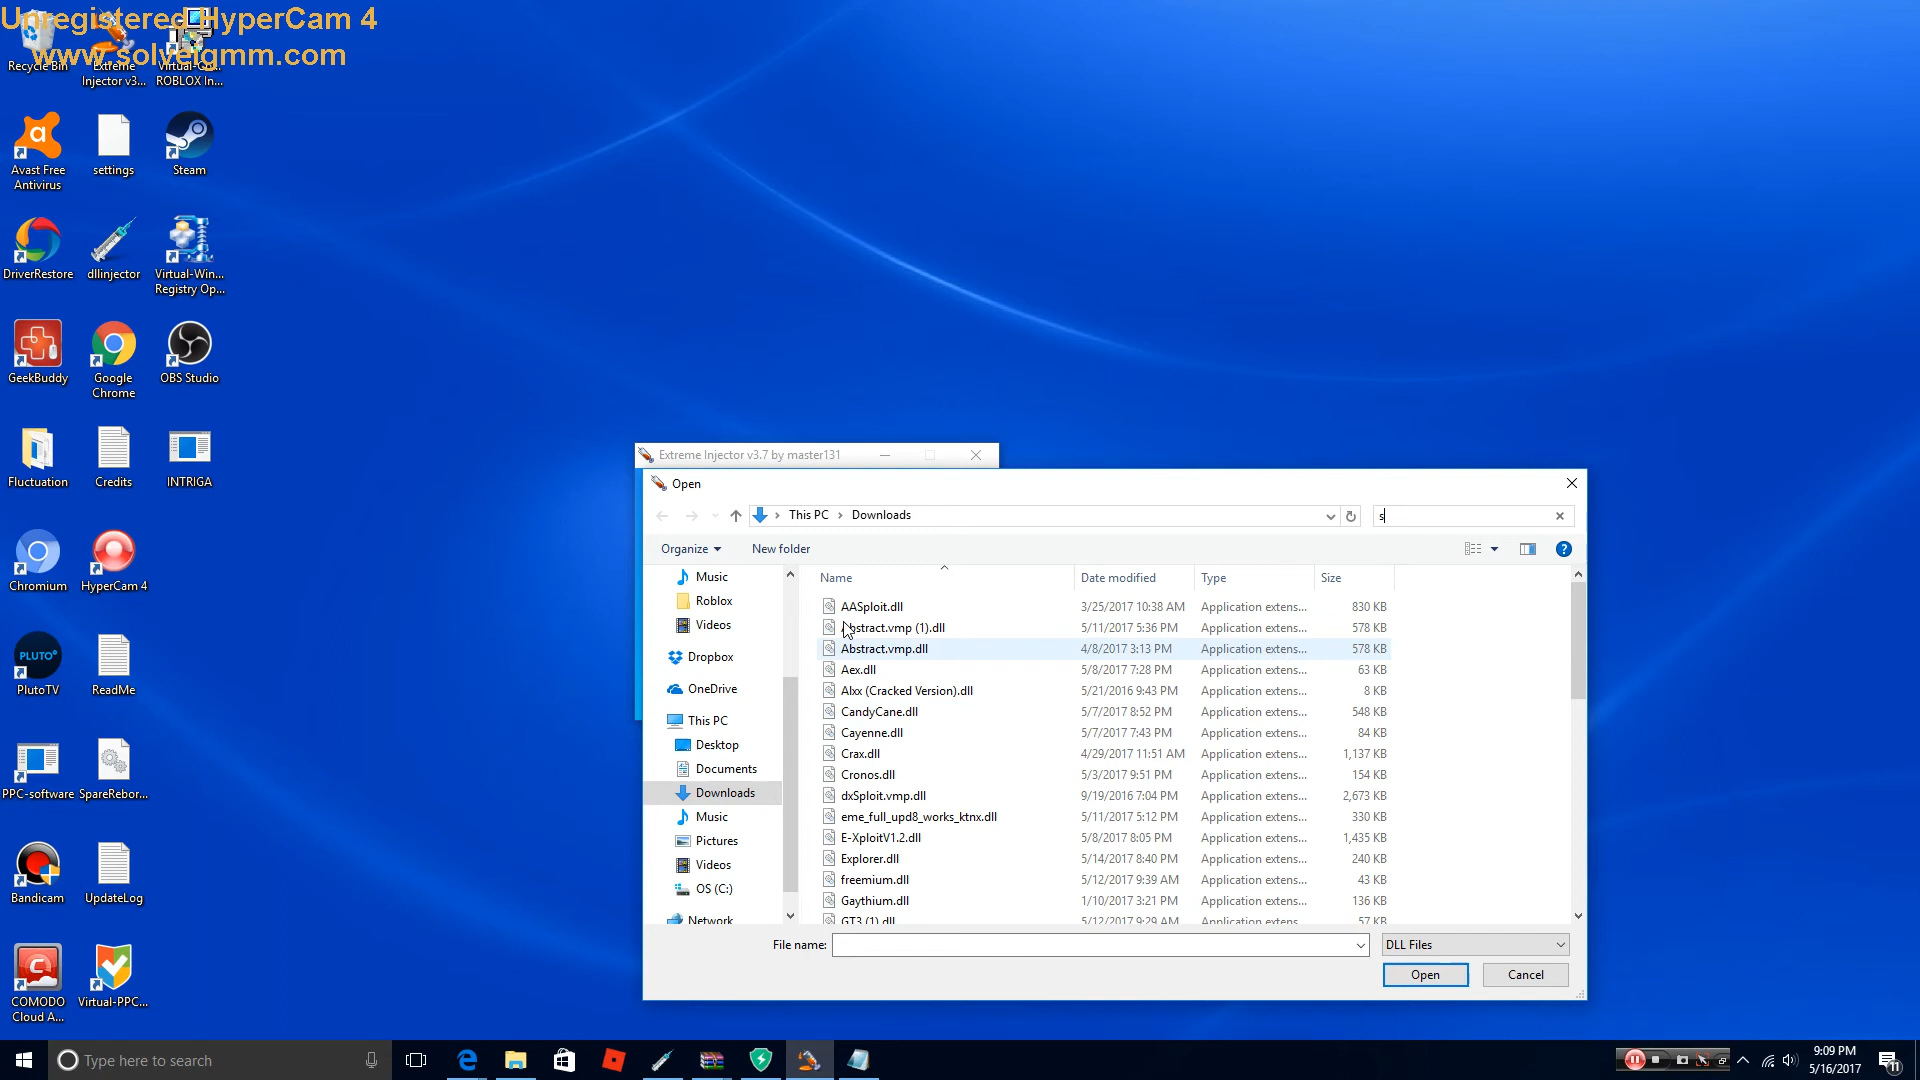 Unregistered HyperCam 4
www.solveigmm.com
Recycle Bin
Extreme
Injector v3...
Virtual-CD...
ROBLOX In...
Avast Free
Antivirus
settings
Steam
DriverRestore
dllinjector
Virtual-Win...
Registry Op...
GeekBuddy
Google
Chrome
OBS Studio
Fluctuation
Credits
INTRIGA
Chromium
HyperCam 4
PLUTO
PlutoTV
ReadMe
PPC-software
SpareRebor...
Bandicam
UpdateLog
COMODO
Cloud A...
Virtual-PPC...
Extreme Injector v3.7 by master131
Open
This PC
Downloads
s
Organize
New folder
Music
Roblox
Videos
Dropbox
OneDrive
This PC
Desktop
Documents
Downloads
Music
Pictures
Videos
OS (C:)
Network
Name Date modified Type Size
AASploit.dll 3/25/2017 10:38 AM Application extens... 830 KB
Abstract.vmp (1).dll 5/11/2017 5:36 PM Application extens... 578 KB
Abstract.vmp.dll 4/8/2017 3:13 PM Application extens... 578 KB
Aex.dll 5/8/2017 7:28 PM Application extens... 63 KB
Alxx (Cracked Version).dll 5/21/2016 9:43 PM Application extens... 8 KB
CandyCane.dll 5/7/2017 8:52 PM Application extens... 548 KB
Cayenne.dll 5/7/2017 7:43 PM Application extens... 84 KB
Crax.dll 4/29/2017 11:51 AM Application extens... 1,137 KB
Cronos.dll 5/3/2017 9:51 PM Application extens... 154 KB
dxSploit.vmp.dll 9/19/2016 7:04 PM Application extens... 2,673 KB
eme_full_upd8_works_ktnx.dll 5/11/2017 5:12 PM Application extens... 330 KB
E-XploitV1.2.dll 5/8/2017 8:05 PM Application extens... 1,435 KB
Explorer.dll 5/14/2017 8:40 PM Application extens... 240 KB
freemium.dll 5/12/2017 9:39 AM Application extens... 43 KB
Gaythium.dll 1/10/2017 3:21 PM Application extens... 136 KB
GT3 (1).dll 5/12/2017 9:29 AM Application extens... 57 KB
File name:
DLL Files
Open
Cancel
Type here to search
9:09 PM
5/16/2017
11